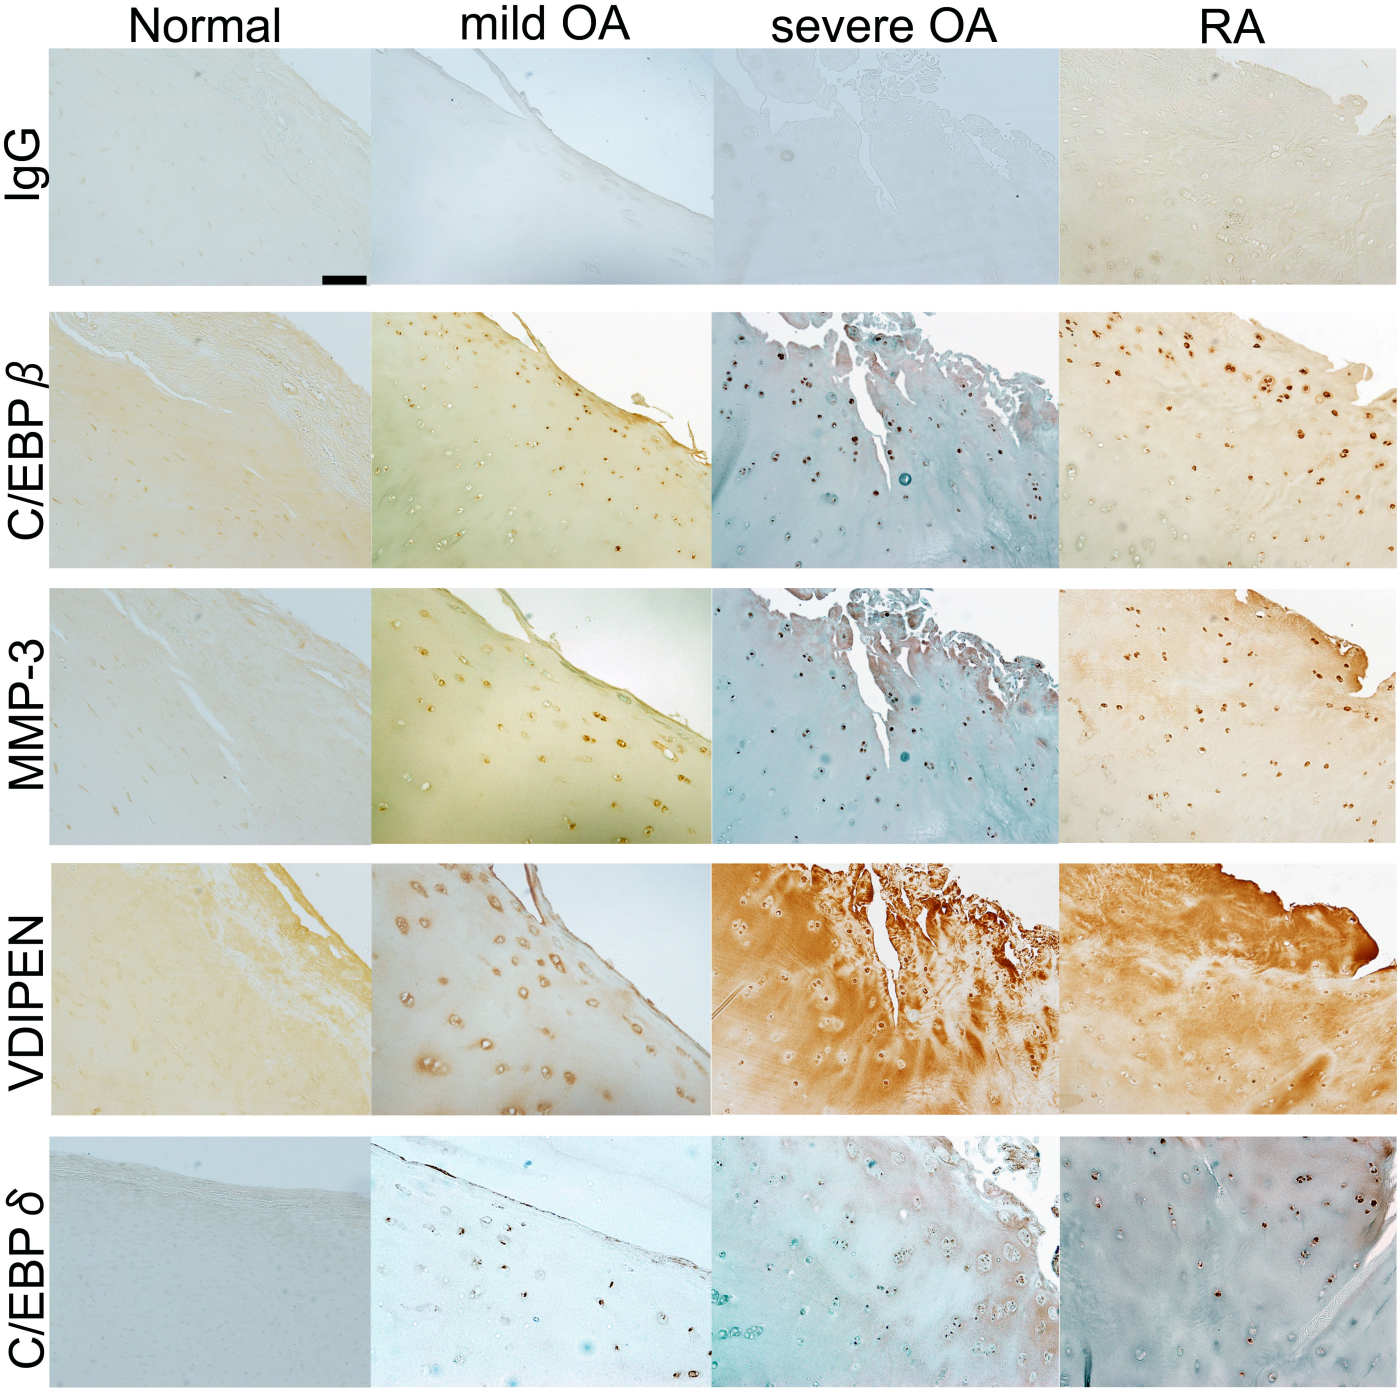 Normal mild OA severe OA RA
IgG
C/EBP β
MMP-3
VDIPEN
C/EBP δ